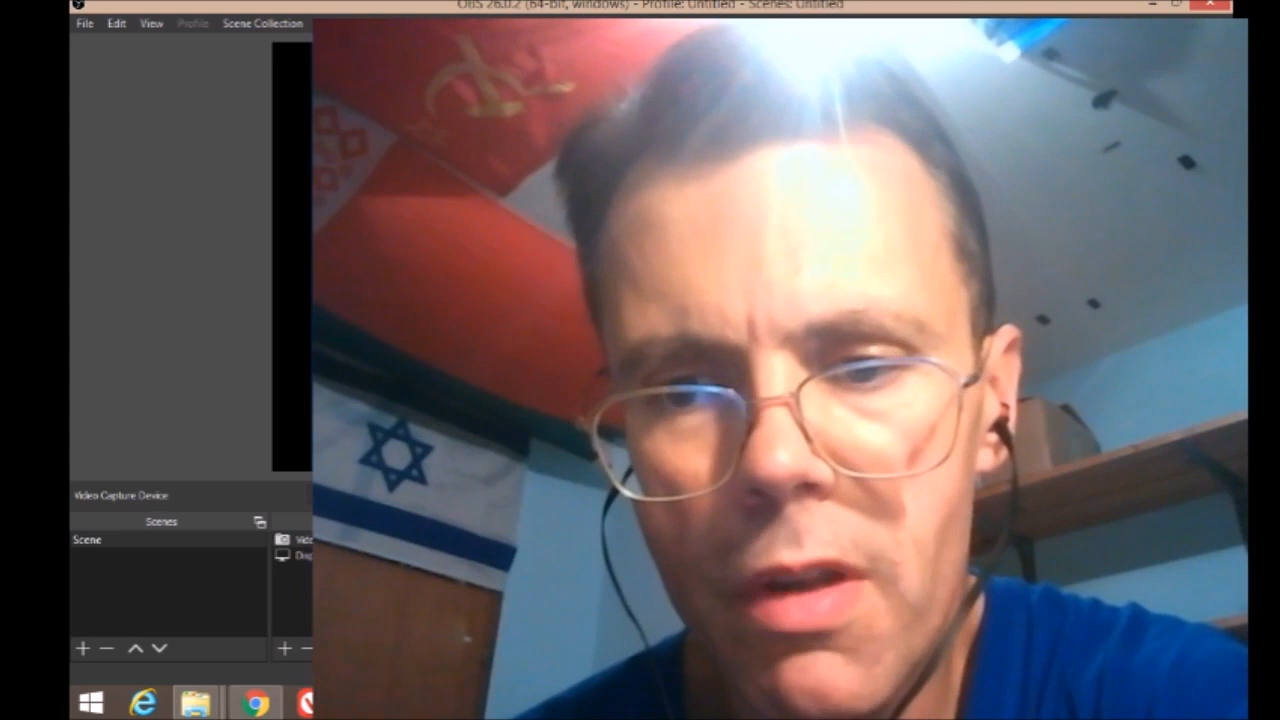 OBS 26.0.2 (64-bit, windows) - Profile: Untitled - Scenes: Untitled
File Edit View Profile Scene Collection
Video Capture Device
Scenes
Scene